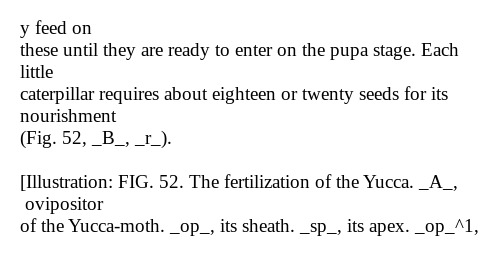 y feed on
these until they are ready to enter on the pupa stage. Each
little
caterpillar requires about eighteen or twenty seeds for its
nourishment
(Fig. 52, _B_, _r_).

[Illustration: FIG. 52. The fertilization of the Yucca. _A_,
 ovipositor
of the Yucca-moth. _op_, its sheath. _sp_, its apex. _op_^1,